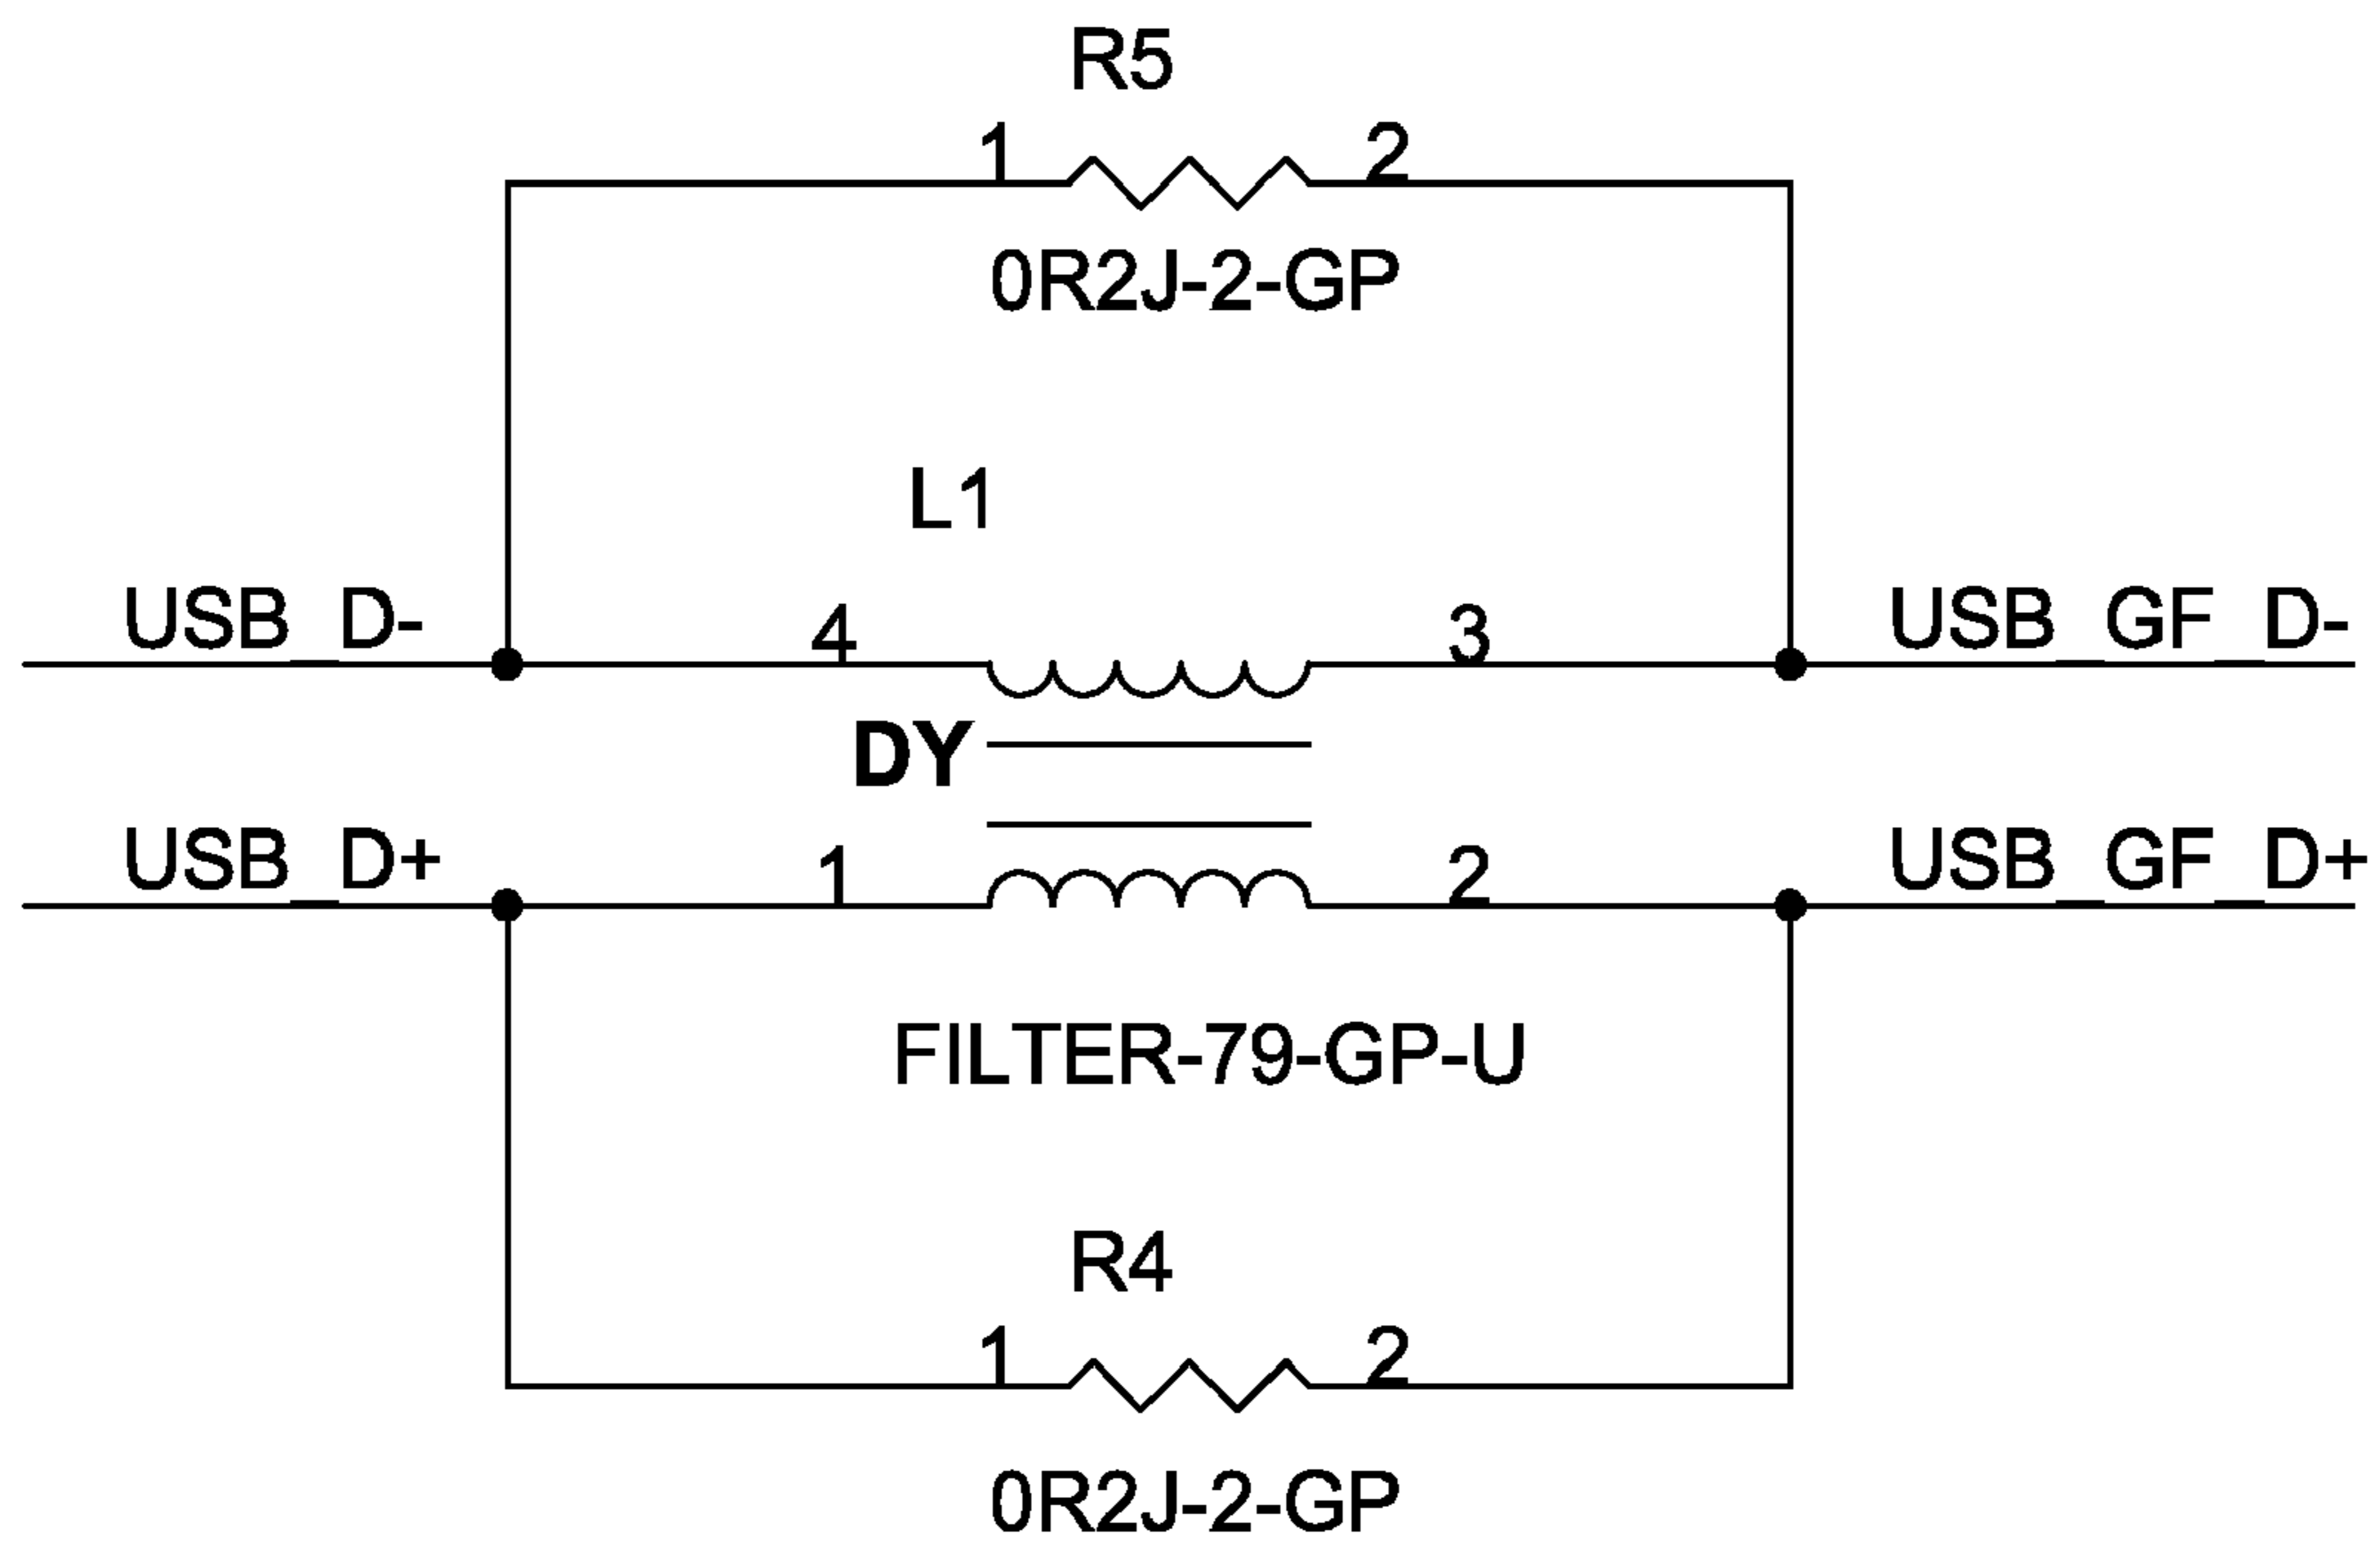 R5
1 2
0R2J-2-GP
L1
USB_D- 4 3 USB_GF_D-
DY
USB_D+ 1 2 USB_GF_D+
FILTER-79-GP-U
R4
1 2
0R2J-2-GP